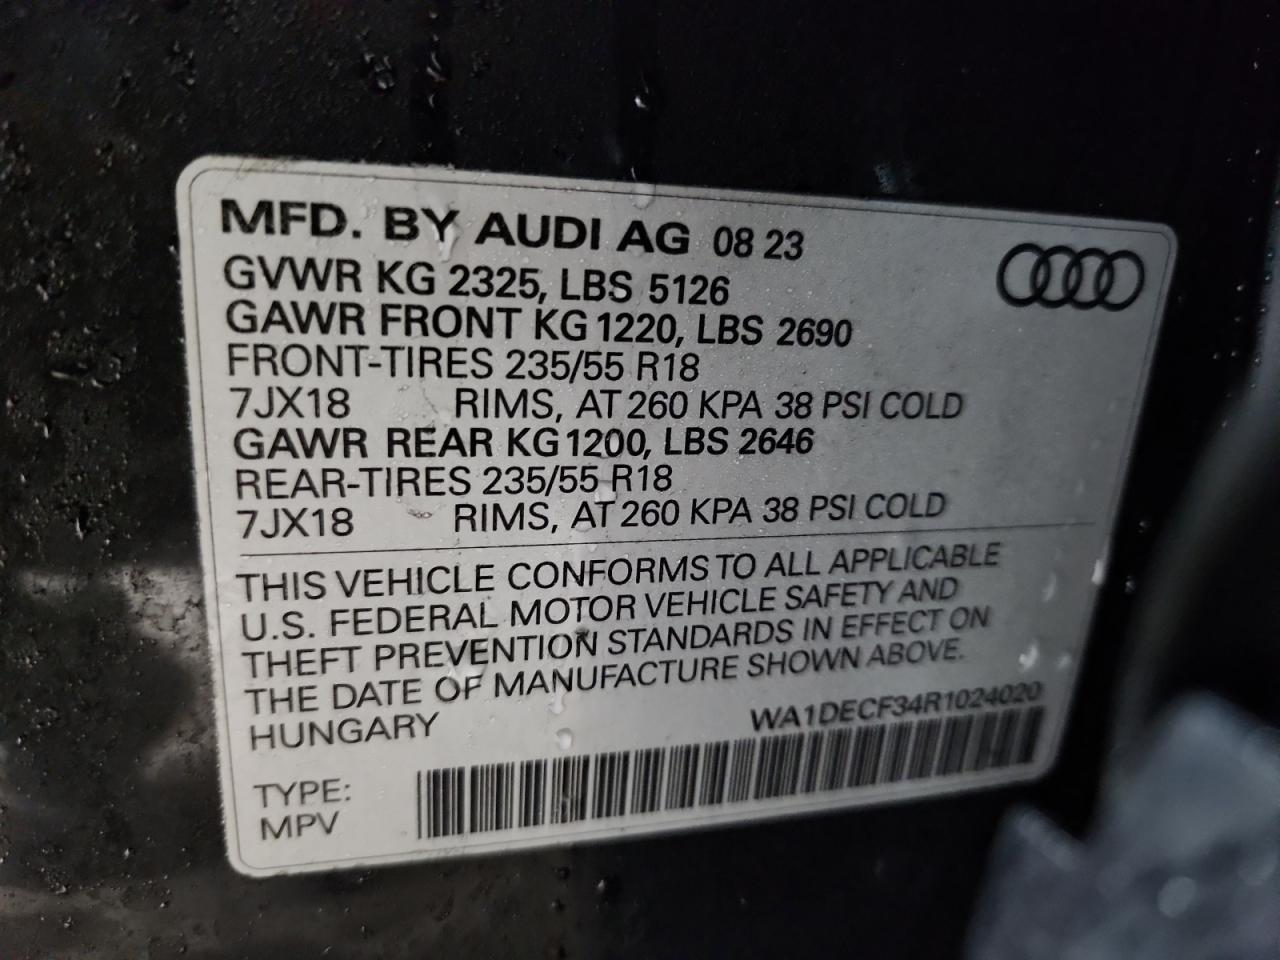 MFD. BY AUDI AG 08 23
GVWR KG 2325, LBS 5126
GAWR FRONT KG 1220, LBS 2690
FRONT-TIRES 235/55 R18
7JX18 RIMS, AT 260 KPA 38 PSI COLD
GAWR REAR KG 1200, LBS 2646
REAR-TIRES 235/55 R18
7JX18 RIMS, AT 260 KPA 38 PSI COLD
THIS VEHICLE CONFORMS TO ALL APPLICABLE
U.S. FEDERAL MOTOR VEHICLE SAFETY AND
THEFT PREVENTION STANDARDS IN EFFECT ON
THE DATE OF MANUFACTURE SHOWN ABOVE.
HUNGARY
WA1DECF34R1024020
TYPE:
MPV